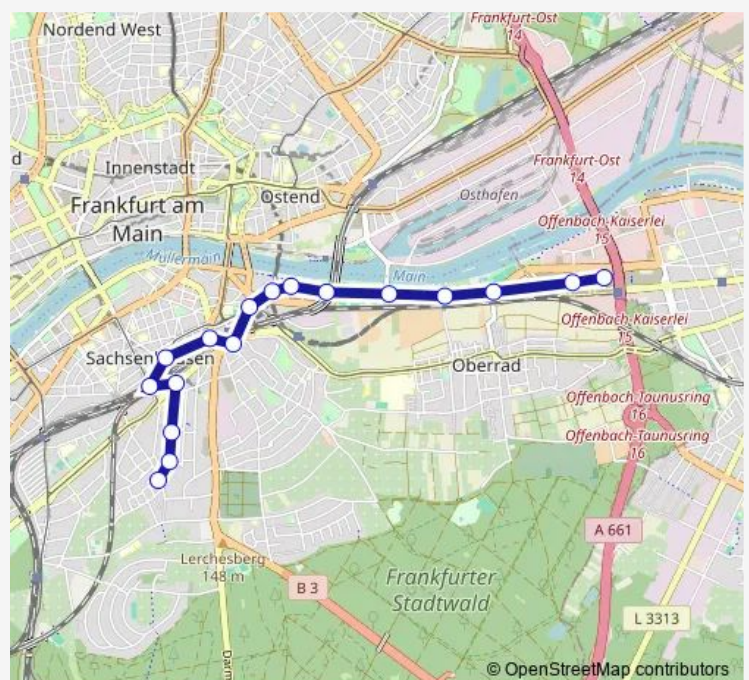 Frankfurt-Ost
14
Nordend West
Innenstadt
Frankfurt-Ost
14
d
Ostend
Osthafen
Frankfurt am
Main
Offenbach-Kaiserlei
15
Main
Offenbach-Kaiserlei
15
Oberrad
Offenbach-Taunusring
16
Offenbach-Taunusring
16
A 661
Lerchesberg
148 m
B 3
Frankfurter
Stadtwald
L 3313
© OpenStreetMap contributors